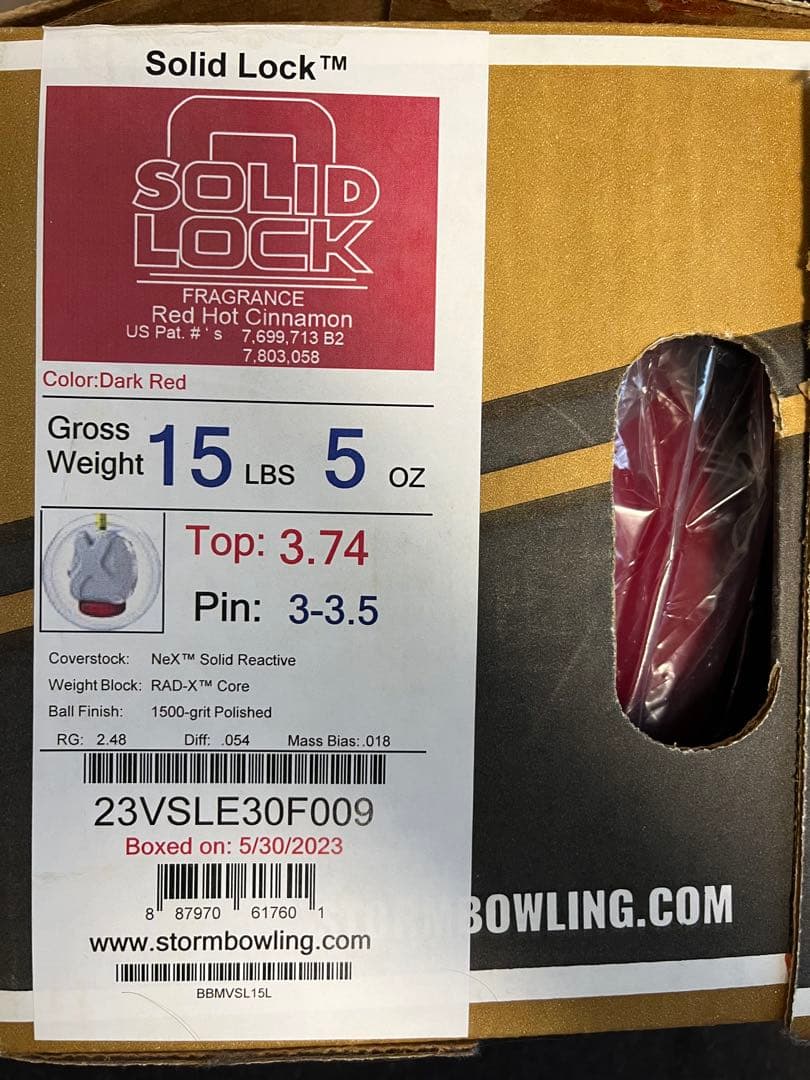 Solid Lock™
SOLID
LOCK
FRAGRANCE
Red Hot Cinnamon
US Pat. # ' s 7,699,713 B2
7,803,058
Color:Dark Red
Gross
Weight 15 LBS 5 OZ
Top: 3.74
Pin: 3-3.5
Coverstock: NeX™ Solid Reactive
Weight Block: RAD-X™ Core
Ball Finish: 1500-grit Polished
RG: 2.48 Diff: .054 Mass Bias:.018
23VSLE30F009
Boxed on: 5/30/2023
8 87970 61760 1
www.stormbowling.com
BBMVSL15L
STORMBOWLING.COM